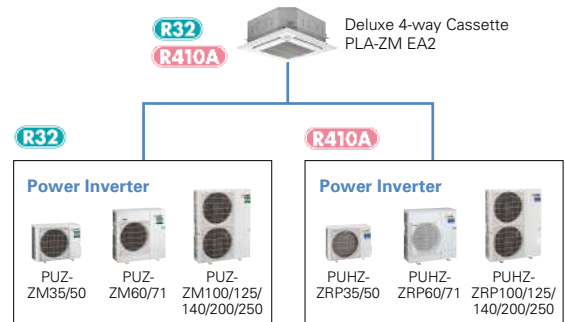 R32
R410A
Deluxe 4-way Cassette
PLA-ZM EA2
R32
R410A
Power Inverter
Power Inverter
PUZ-
ZM35/50
PUZ-
ZM60/71
PUZ-
ZM100/125/
140/200/250
PUHZ-
ZRP35/50
PUHZ-
ZRP60/71
PUHZ-
ZRP100/125/
140/200/250